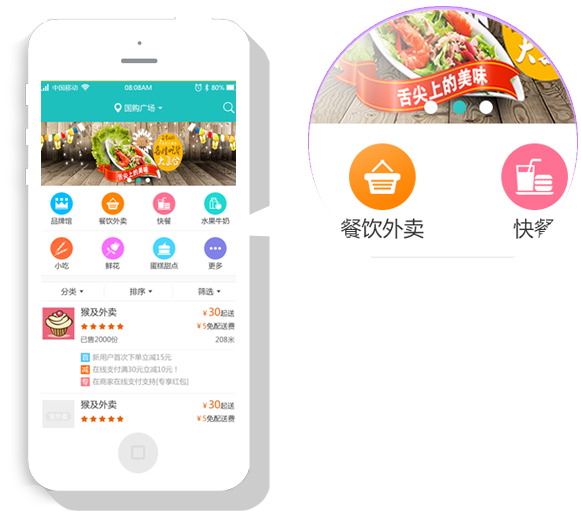 中国移动
08:08AM
80%
国购广场
舌尖上的美味
品牌馆
餐饮外卖
快餐
水果牛奶
小吃
鲜花
蛋糕甜点
更多
分类
排序
筛选
猴及外卖
¥30起送
¥5免配送费
已售2000份
208米
首 新用户首次下单立减15元
减 在线支付满30元立减10元！
专 在商家在线支付支持[专享红包]
猴及外卖
¥30起送
¥5免配送费
舌尖上的美味
餐饮外卖
快餐